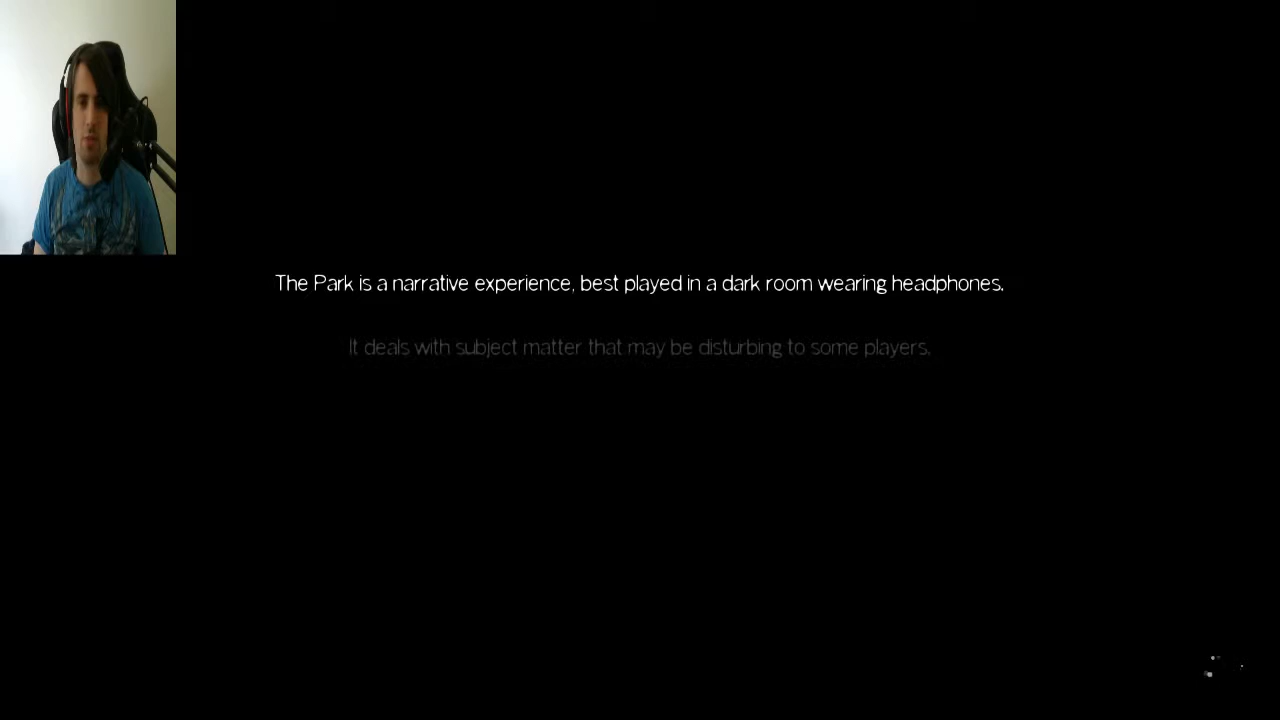 The Park is a narrative experience, best played in a dark room wearing headphones.
It deals with subject matter that may be disturbing to some players.